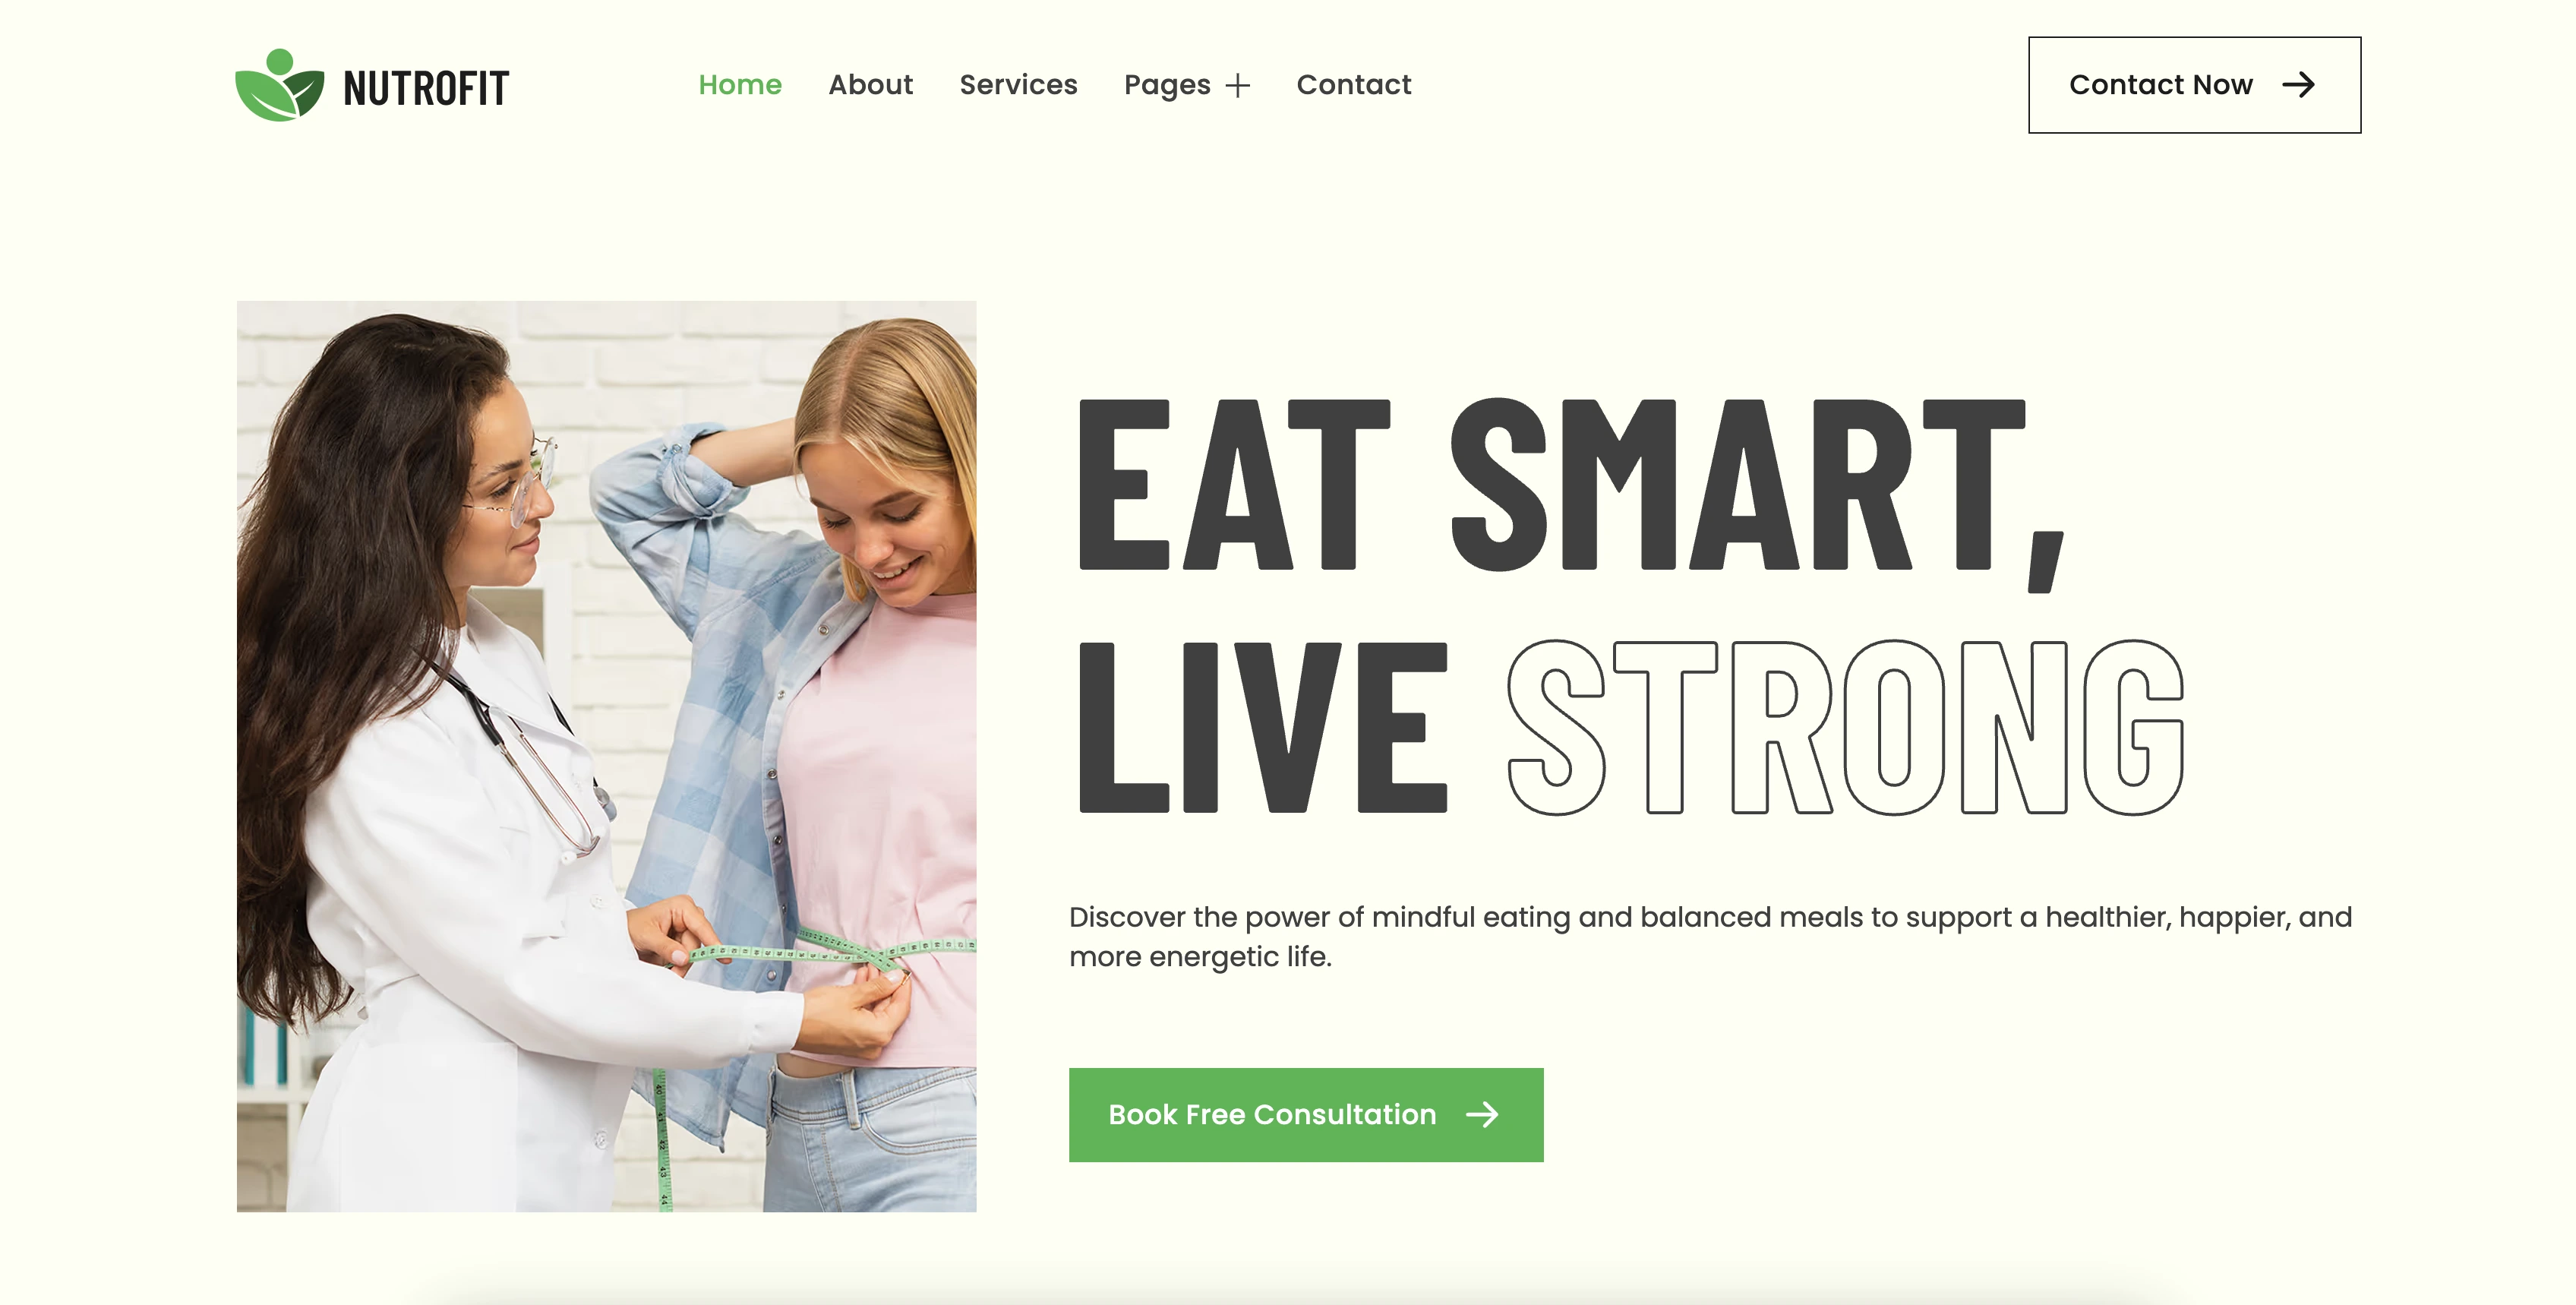 NUTROFIT
Home About Services Pages + Contact
Contact Now →
EAT SMART,
LIVE STRONG
Discover the power of mindful eating and balanced meals to support a healthier, happier, and
more energetic life.
Book Free Consultation →